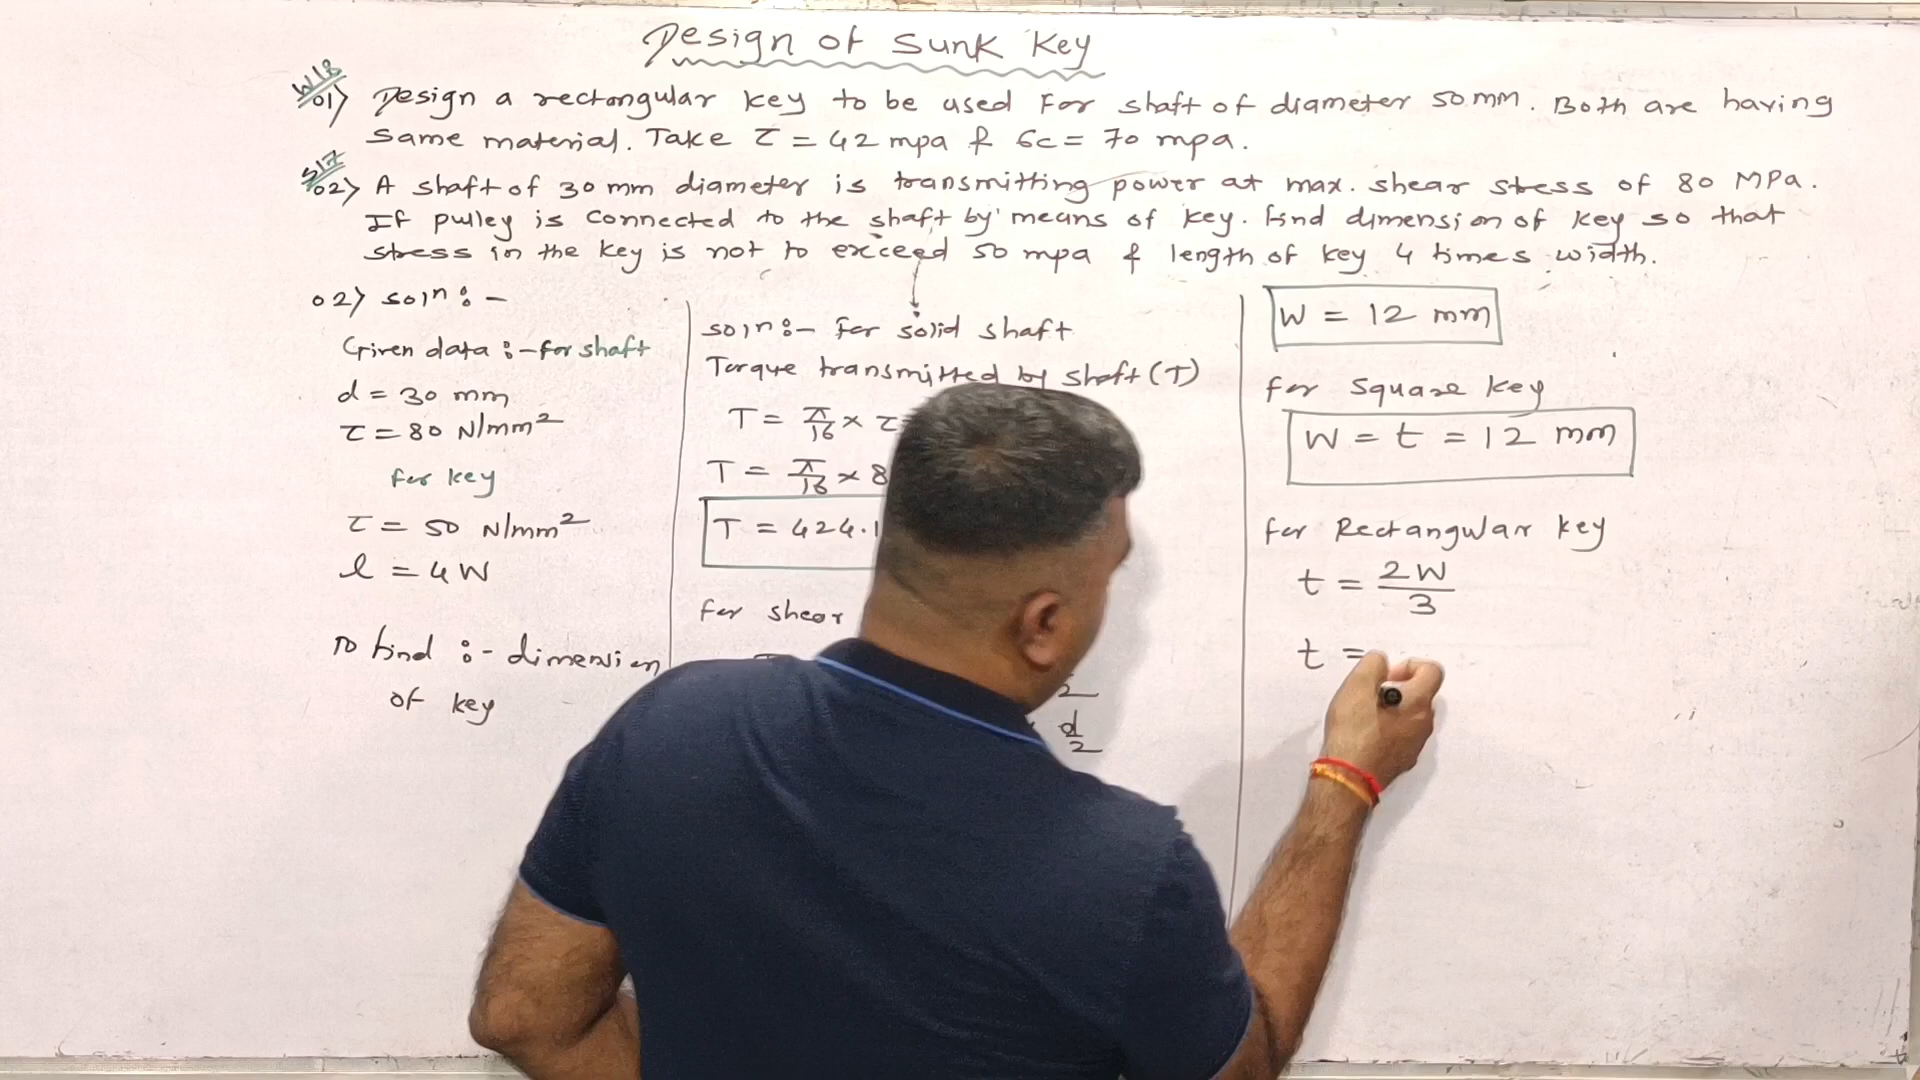 Design of Sunk Key
W18
01) Design a rectangular key to be used for shaft of diameter 50mm. Both are having
Same material. Take τ = 42 mpa & σc = 70 mpa.
S17
02) A shaft of 30 mm diameter is transmitting power at max. shear stress of 80 MPa.
If pulley is connected to the shaft by means of key. find dimension of key so that
stress in the key is not to exceed 50 mpa & length of key 4 times width.
02) Soln :-
Given data :- for shaft
d = 30 mm
τ = 80 N/mm2
for key
τ = 50 N/mm2
l = 4W
To find :- dimension
of key
soln :- for solid shaft
Torque transmitted by shaft (T)
T = π/16 × τ
T = π/16 × 8
T = 424.1
for shear
2
d/2
W = 12 mm
for square key
W = t = 12 mm
for Rectangular key
t = 2W/3
t =